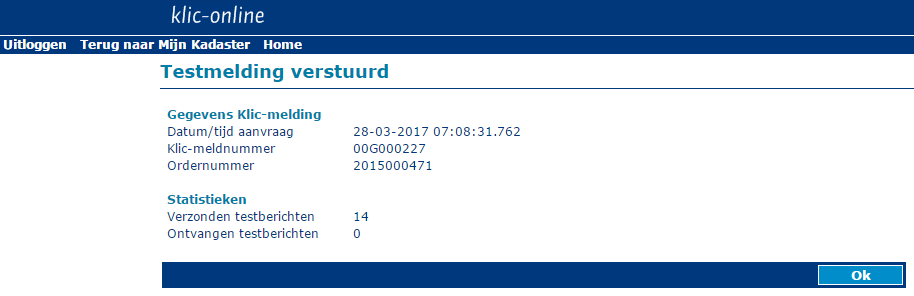 klic-online
Uitloggen Terug naar Mijn Kadaster Home
Testmelding verstuurd
Gegevens Klic-melding
Datum/tijd aanvraag 28-03-2017 07:08:31.762
Klic-meldnummer 00G000227
Ordernummer 2015000471
Statistieken
Verzonden testberichten 14
Ontvangen testberichten 0
Ok